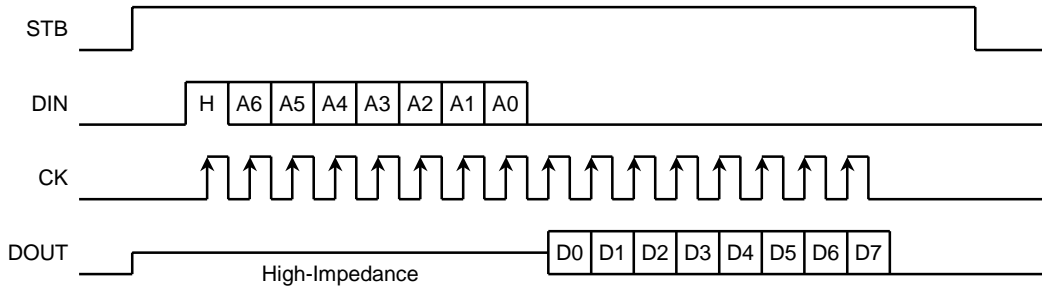 STB
DIN H A6 A5 A4 A3 A2 A1 A0
CK
DOUT D0 D1 D2 D3 D4 D5 D6 D7
High-Impedance